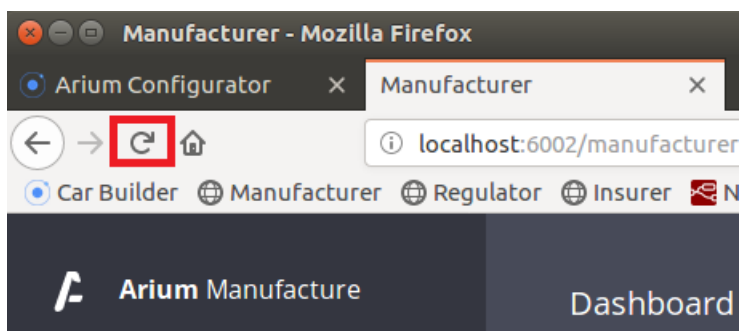 Manufacturer - Mozilla Firefox
Arium Configurator Manufacturer
localhost:6002/manufacturer
Car Builder Manufacturer Regulator Insurer N
Arium Manufacture
Dashboard